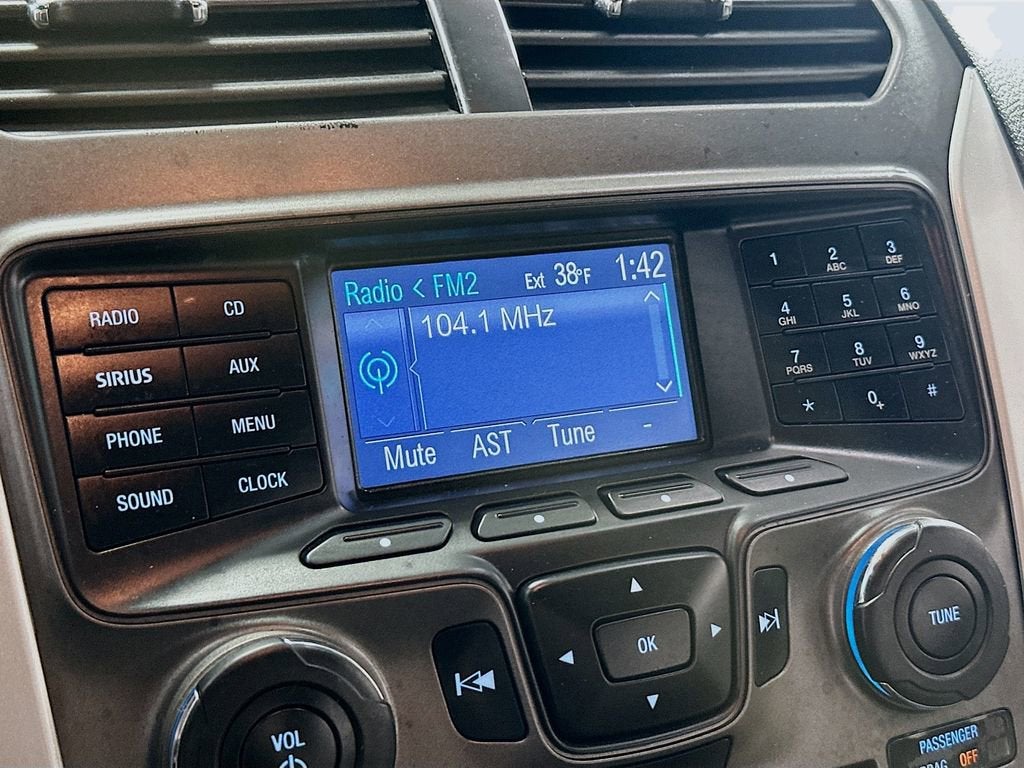 Radio < FM2 Ext 38°F 1:42
104.1 MHz
Mute AST Tune -
RADIO CD
SIRIUS AUX
PHONE MENU
SOUND CLOCK
1 2 ABC 3 DEF
4 GHI 5 JKL 6 MNO
7 PQRS 8 TUV 9 WXYZ
* 0+ #
OK
VOL
TUNE
PASSENGER
OFF